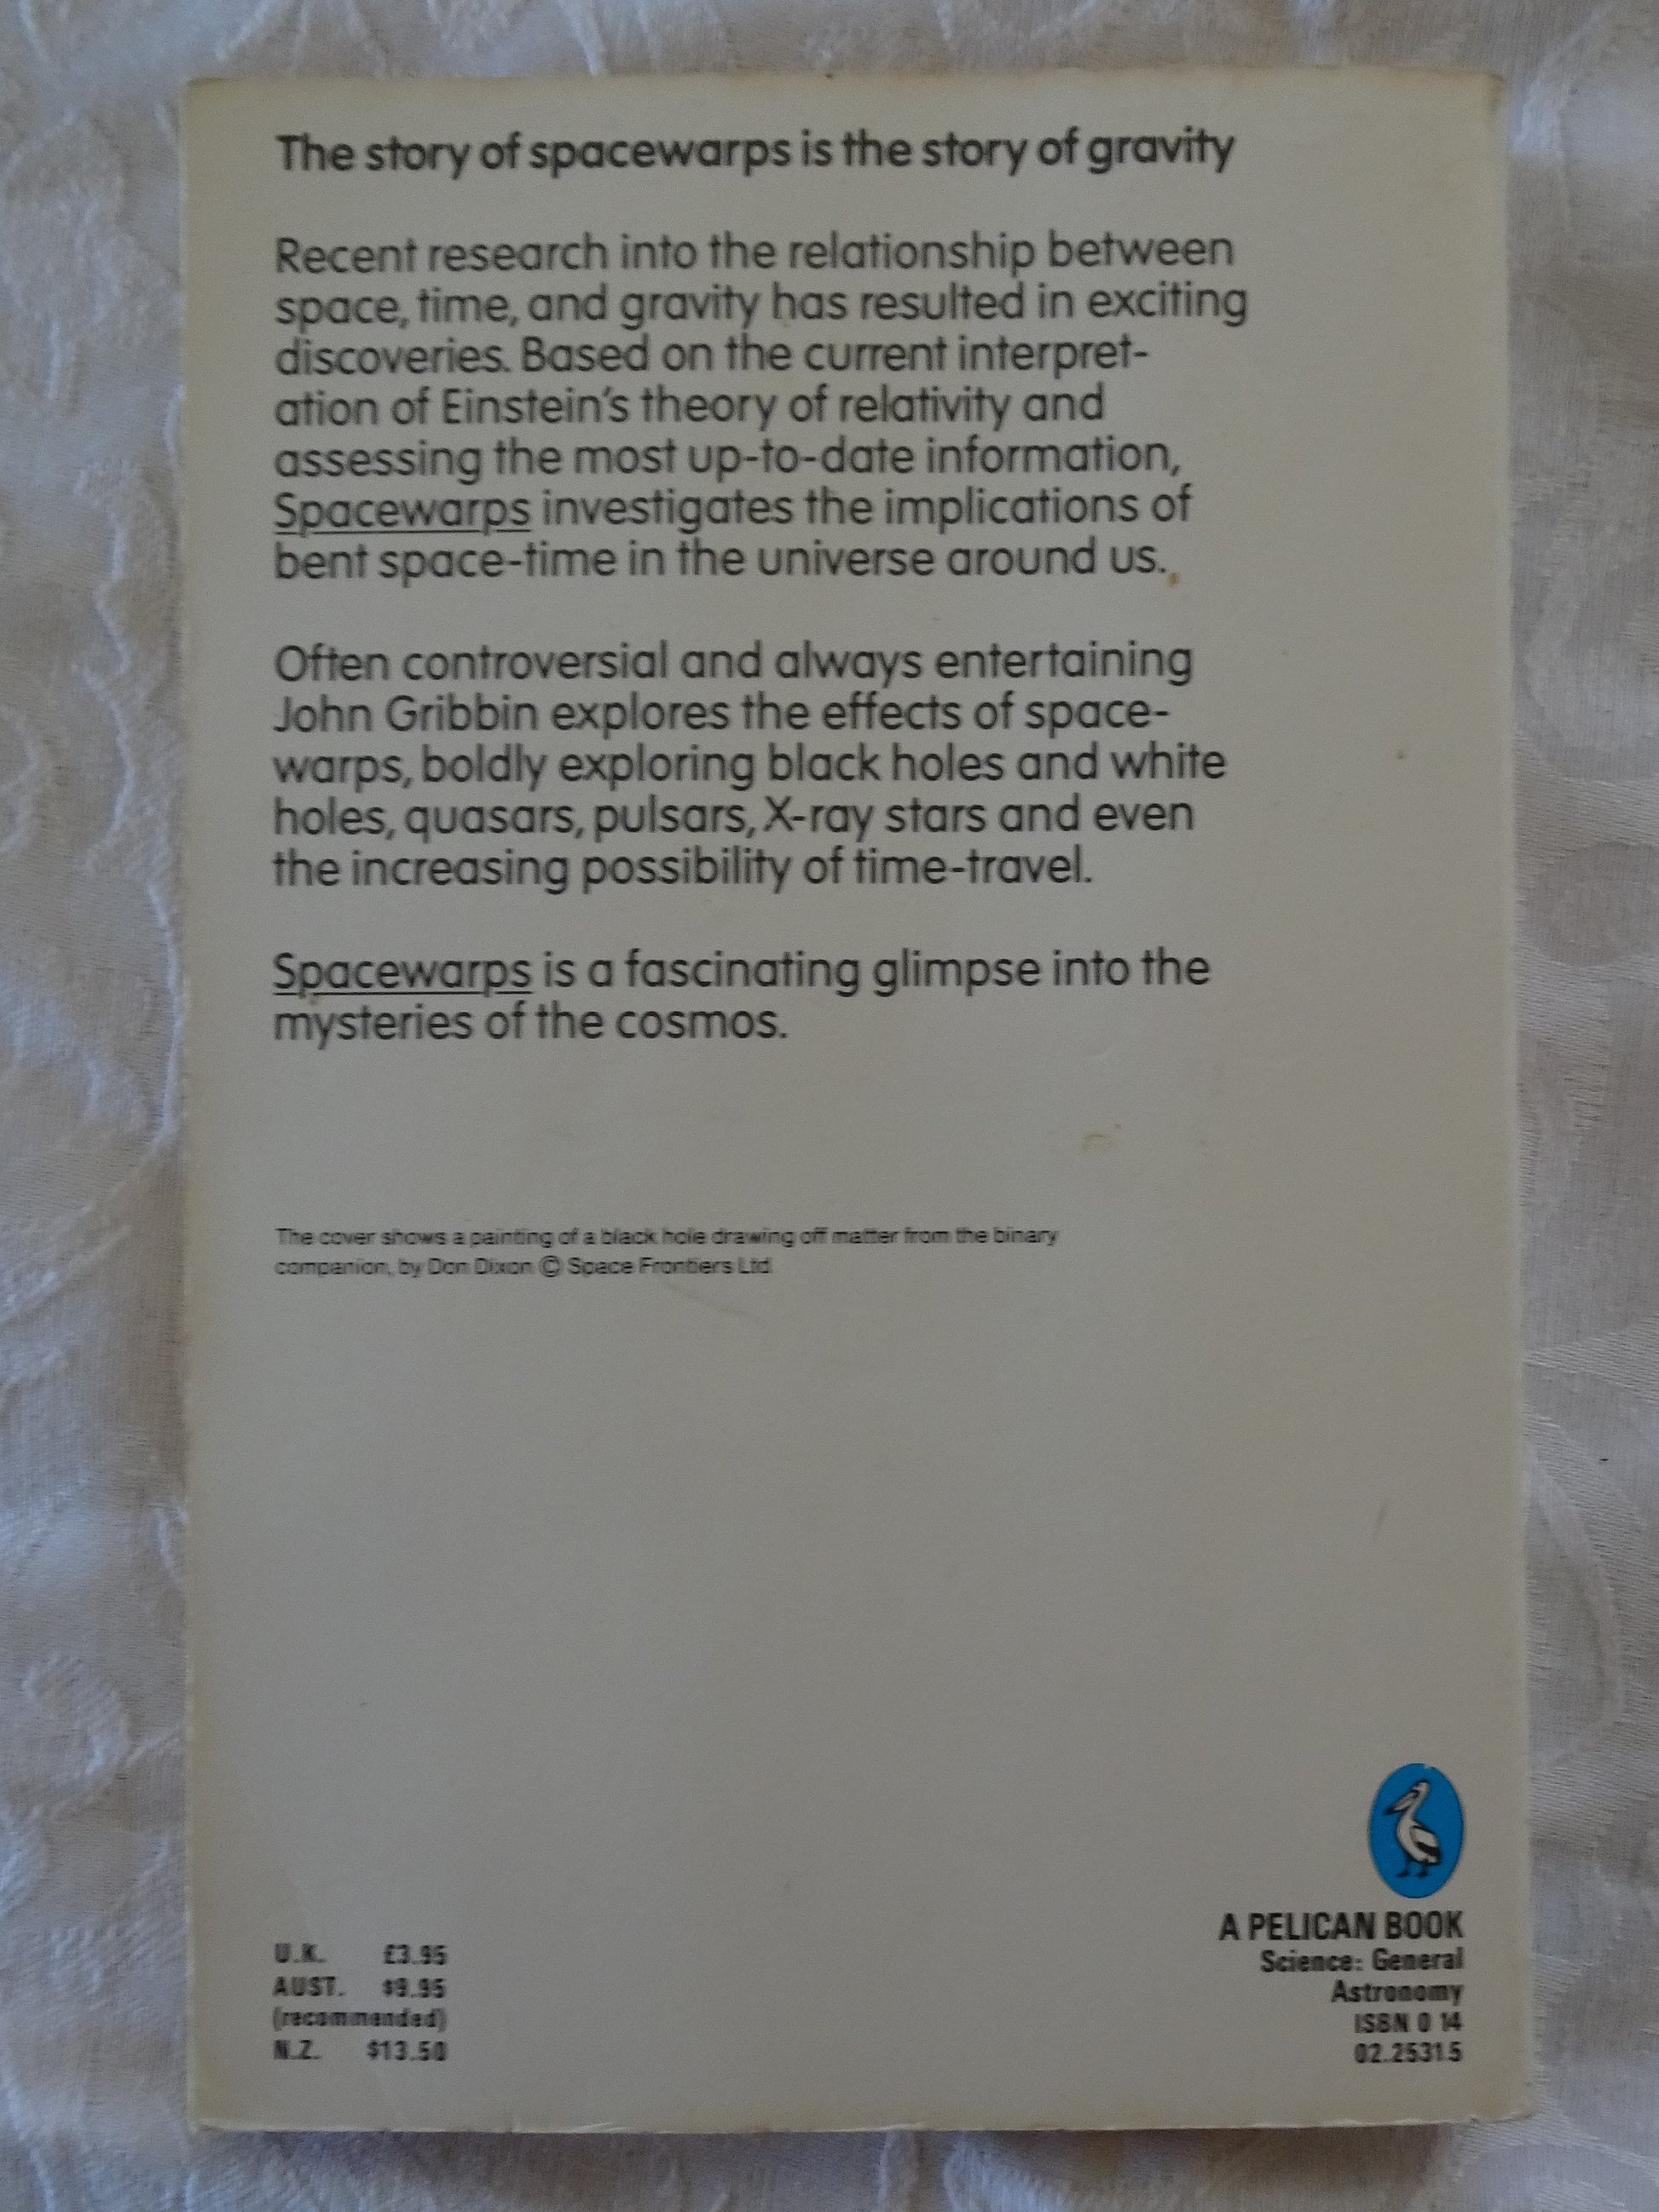 The story of spacewarps is the story of gravity
Recent research into the relationship between
space, time, and gravity has resulted in exciting
discoveries. Based on the current interpret-
ation of Einstein's theory of relativity and
assessing the most up-to-date information,
Spacewarps investigates the implications of
bent space-time in the universe around us.
Often controversial and always entertaining
John Gribbin explores the effects of space-
warps, boldly exploring black holes and white
holes, quasars, pulsars, X-ray stars and even
the increasing possibility of time-travel.
Spacewarps is a fascinating glimpse into the
mysteries of the cosmos.
The cover shows a painting of a black hole drawing off matter from the binary
companion, by Don Dixon © Space Frontiers Ltd
U.K. £3.95
AUST. $9.95
(recommended)
N.Z. $13.50
A PELICAN BOOK
Science: General
Astronomy
ISBN 0 14
02.2531 5